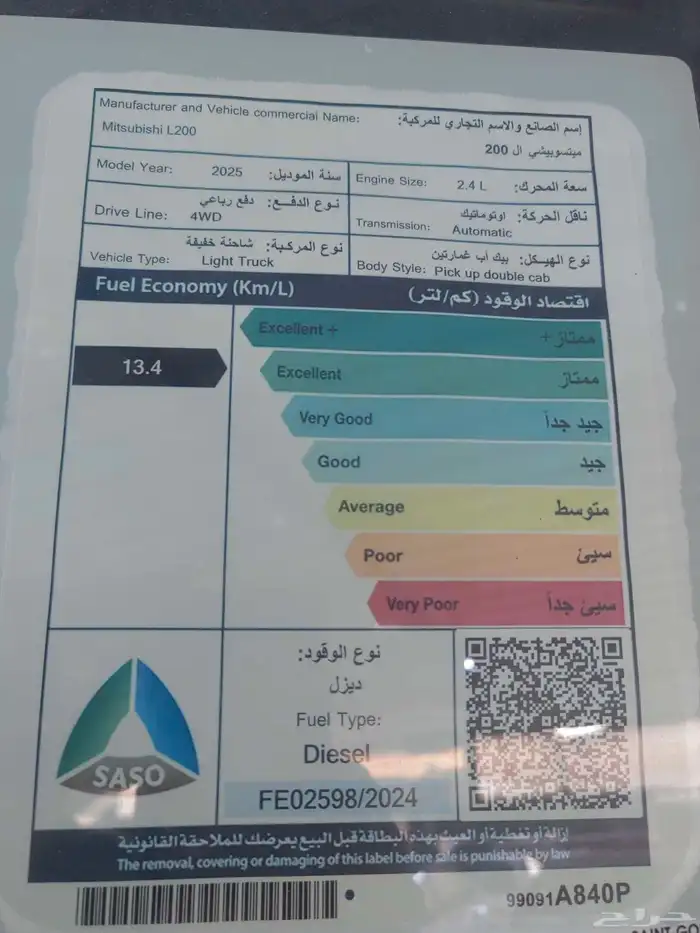 Manufacturer and Vehicle commercial Name:
إسم الصانع والاسم التجاري للمركبة:
Mitsubishi L200
ميتسوبيشي ال 200
Model Year: 2025 سنة الموديل:
Engine Size: 2.4 L سعة المحرك:
نوع الدفع: دفع رباعي
Drive Line: 4WD
ناقل الحركة: اوتوماتيك
Transmission: Automatic
نوع المركبة: شاحنة خفيفة
Vehicle Type: Light Truck
نوع الهيكل: بيك أب غمارتين
Body Style: Pick up double cab
Fuel Economy (Km/L) اقتصاد الوقود (كم/لتر)
Excellent + ممتاز+
13.4
Excellent ممتاز
Very Good جيد جداً
Good جيد
Average متوسط
Poor سيئ
Very Poor سيئ جداً
نوع الوقود:
ديزل
Fuel Type:
Diesel
SASO
FE02598/2024
إزالة أو تغطية أو العبث بهذه البطاقة قبل البيع يعرضك للملاحقة القانونية
The removal, covering or damaging of this label before sale is punishable by law
99091A840P
حراج